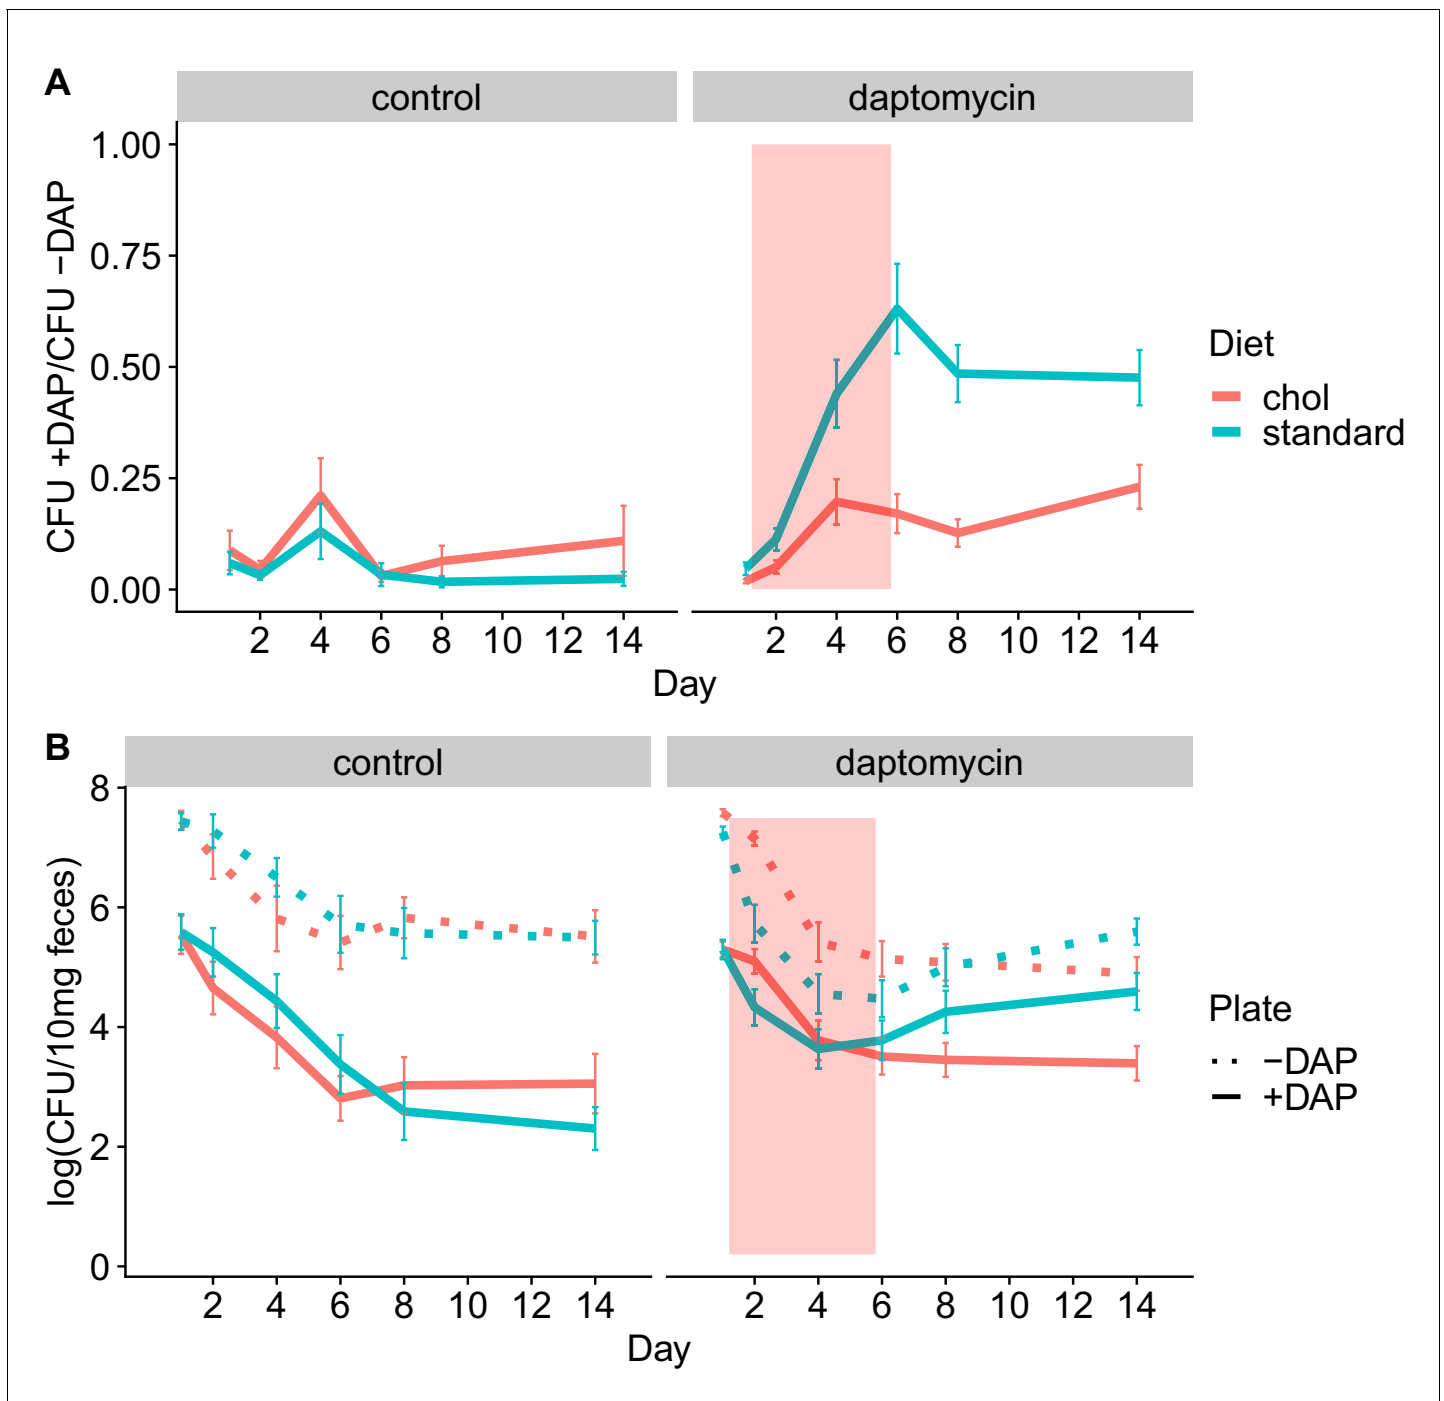 A
control
daptomycin
CFU +DAP/CFU −DAP
1.00
0.75
0.50
0.25
0.00
2 4 6 8 10 12 14
2 4 6 8 10 12 14
Day
Diet
chol
standard
B
control
daptomycin
log(CFU/10mg feces)
8
6
4
2
0
2 4 6 8 10 12 14
2 4 6 8 10 12 14
Day
Plate
−DAP
+DAP